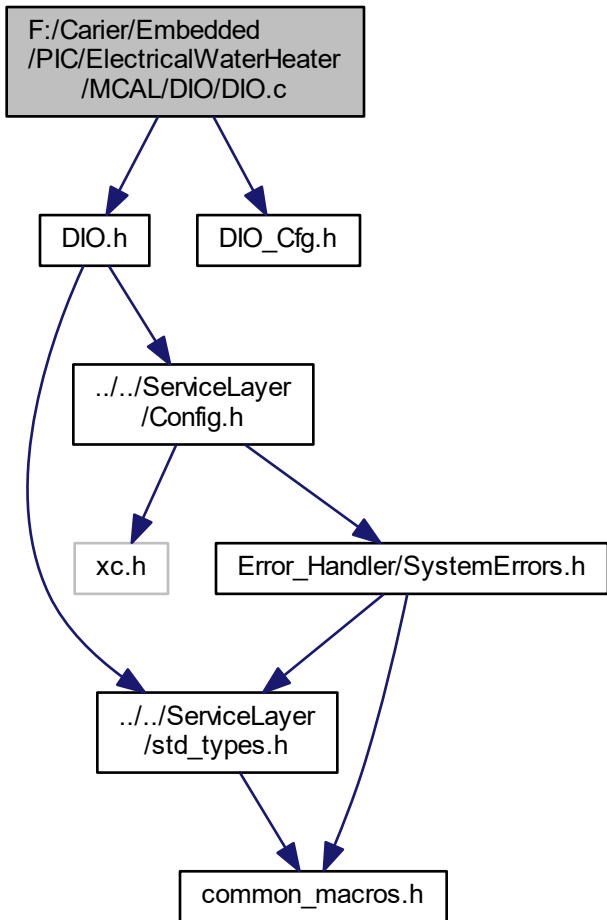 F:/Carier/Embedded
/PIC/ElectricalWaterHeater
/MCAL/DIO/DIO.c
DIO.h
DIO_Cfg.h
../../ServiceLayer
/Config.h
xc.h
Error_Handler/SystemErrors.h
../../ServiceLayer
/std_types.h
common_macros.h